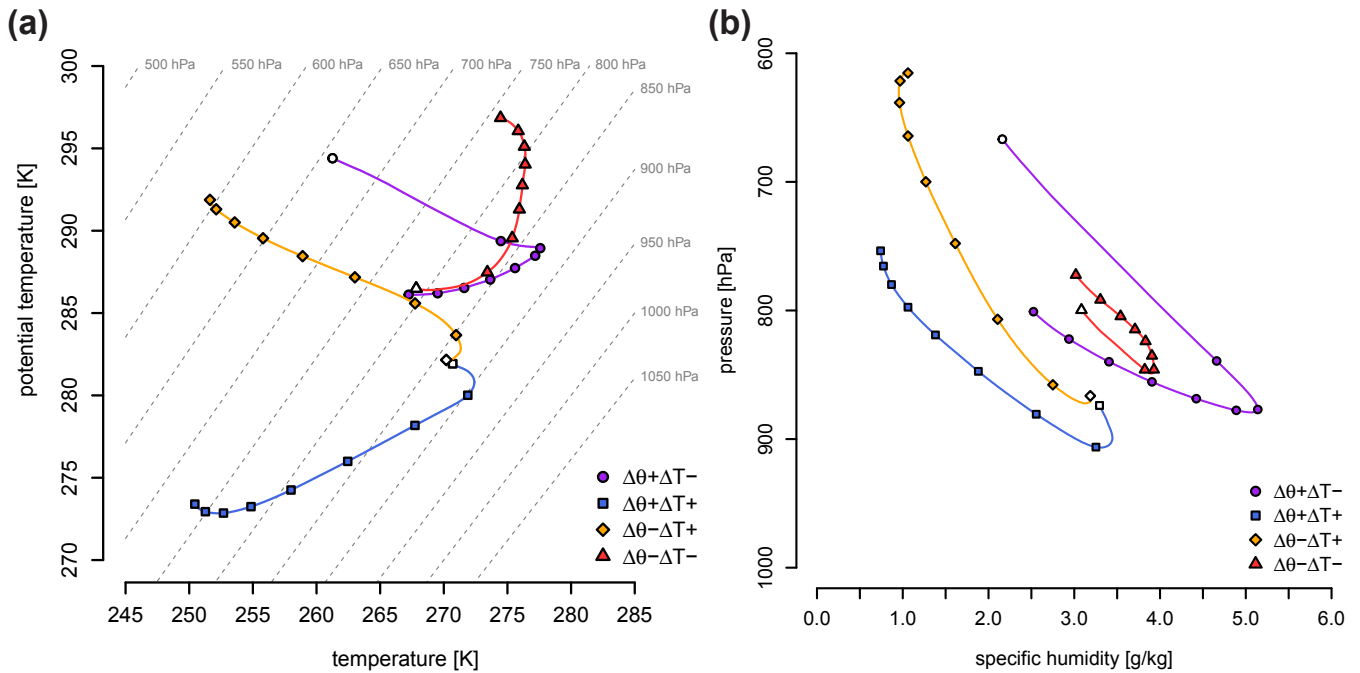 (a)
500 hPa
550 hPa
600 hPa
650 hPa
700 hPa
750 hPa
800 hPa
850 hPa
900 hPa
950 hPa
1000 hPa
1050 hPa
300
295
290
285
280
275
270
potential temperature [K]
245
250
255
260
265
270
275
280
285
temperature [K]
Δθ+ΔT−
Δθ+ΔT+
Δθ−ΔT+
Δθ−ΔT−
(b)
600
700
800
900
1000
pressure [hPa]
0.0
1.0
2.0
3.0
4.0
5.0
6.0
specific humidity [g/kg]
Δθ+ΔT−
Δθ+ΔT+
Δθ−ΔT+
Δθ−ΔT−